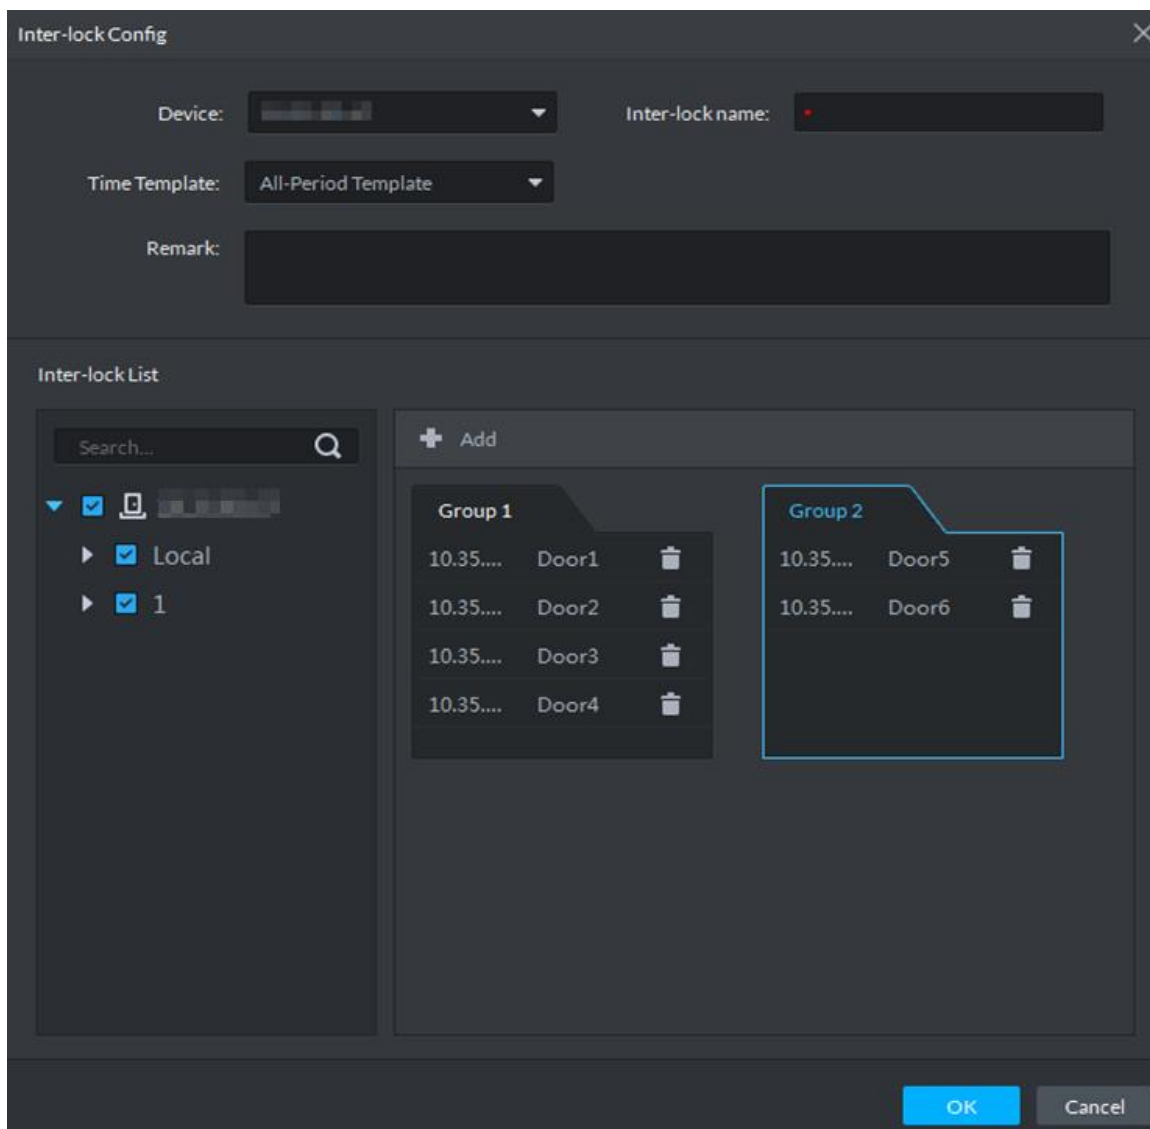 Inter-lock Config
Device:
Inter-lock name: *
Time Template: All-Period Template
Remark:
Inter-lock List
Search...
Local
1
Add
Group 1
10.35.... Door1
10.35.... Door2
10.35.... Door3
10.35.... Door4
Group 2
10.35.... Door5
10.35.... Door6
OK Cancel